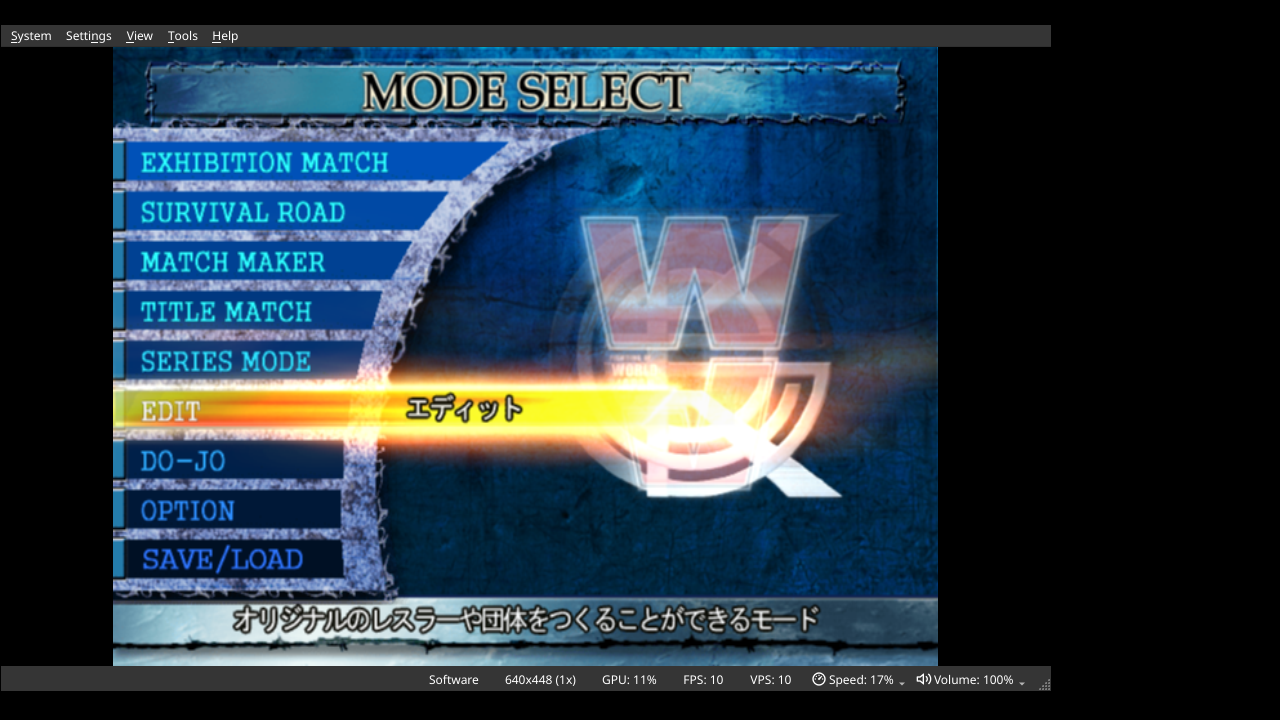 System Settings View Tools Help
MODE SELECT
EXHIBITION MATCH
SURVIVAL ROAD
MATCH MAKER
TITLE MATCH
SERIES MODE
EDIT エディット
DO-JO
OPTION
SAVE/LOAD
オリジナルのレスラーや団体をつくることができるモード
Software 640x448 (1x) GPU: 11% FPS: 10 VPS: 10 Speed: 17% Volume: 100%